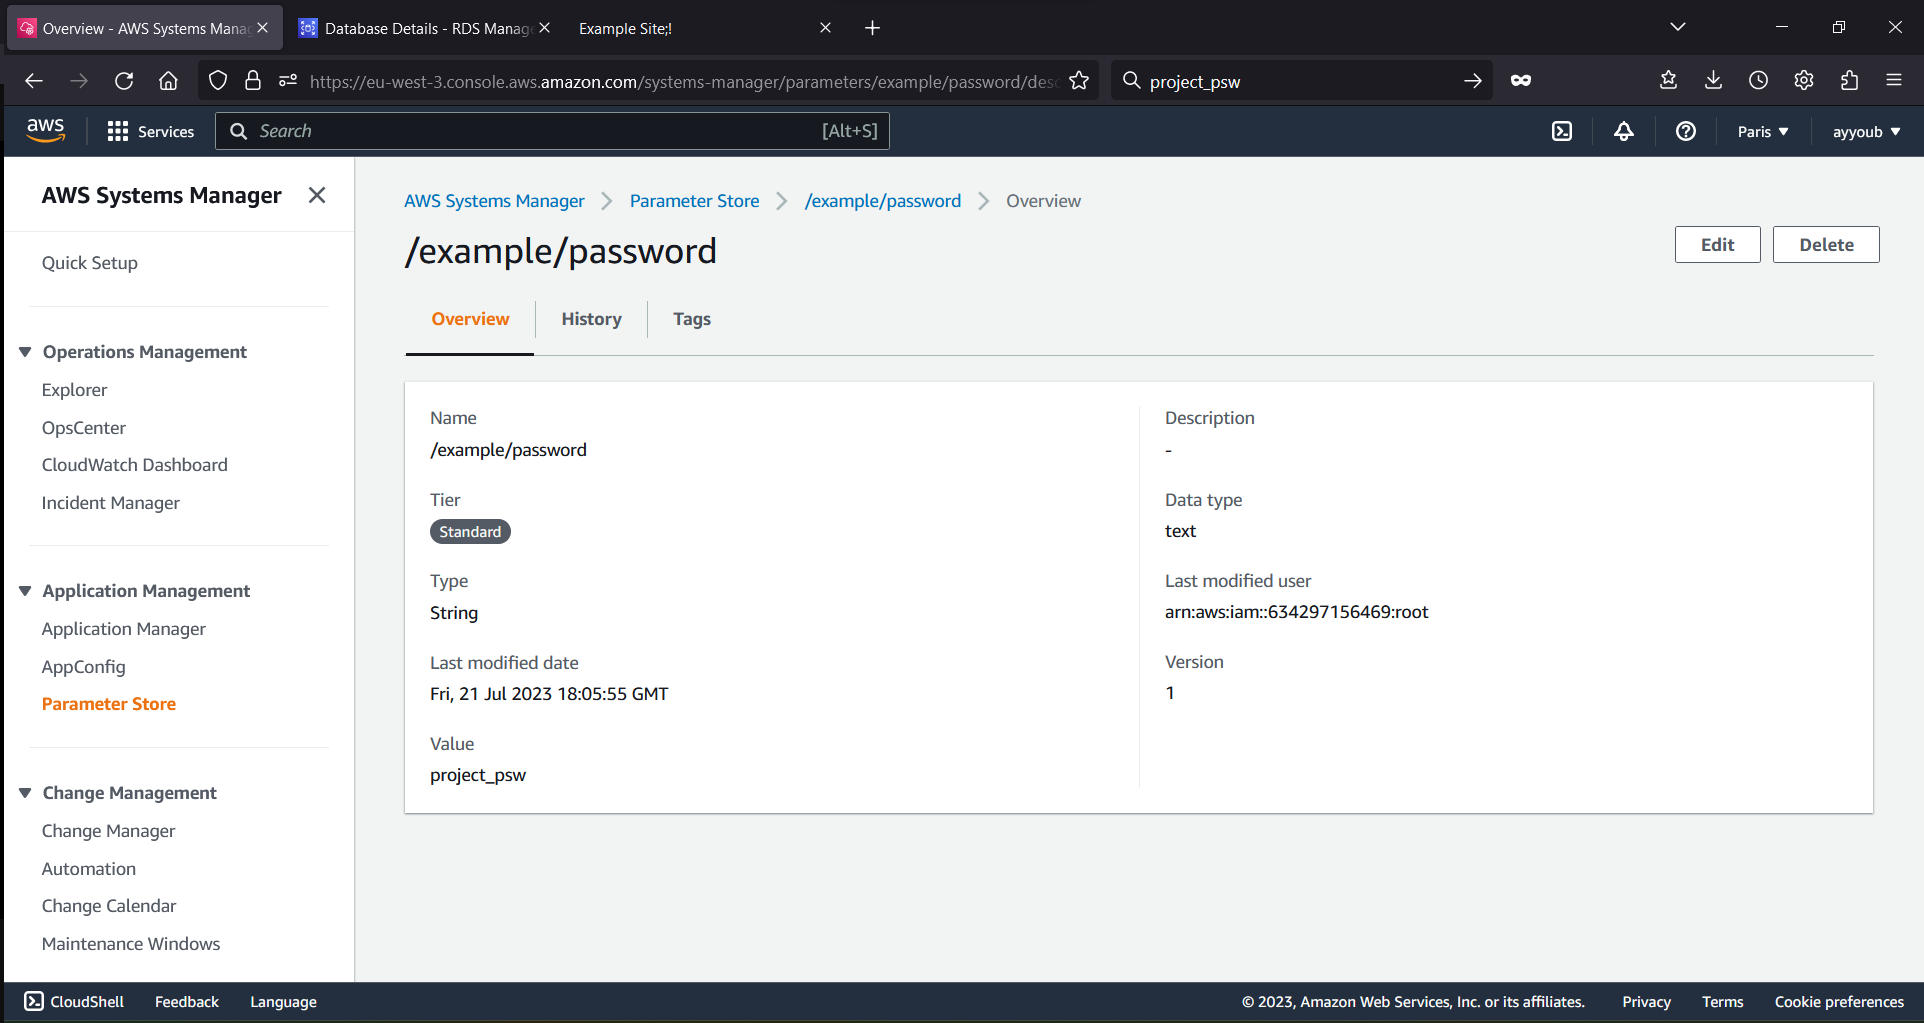 Overview - AWS Systems Manag
Database Details - RDS Manage
Example Site;!
https://eu-west-3.console.aws.amazon.com/systems-manager/parameters/example/password/desc
project_psw
aws
Services
Search
[Alt+S]
Paris
ayyoub
AWS Systems Manager
Quick Setup
Operations Management
Explorer
OpsCenter
CloudWatch Dashboard
Incident Manager
Application Management
Application Manager
AppConfig
Parameter Store
Change Management
Change Manager
Automation
Change Calendar
Maintenance Windows
AWS Systems Manager > Parameter Store > /example/password > Overview
/example/password
Edit
Delete
Overview
History
Tags
Name
/example/password
Tier
Standard
Type
String
Last modified date
Fri, 21 Jul 2023 18:05:55 GMT
Value
project_psw
Description
-
Data type
text
Last modified user
arn:aws:iam::634297156469:root
Version
1
CloudShell
Feedback
Language
© 2023, Amazon Web Services, Inc. or its affiliates.
Privacy
Terms
Cookie preferences